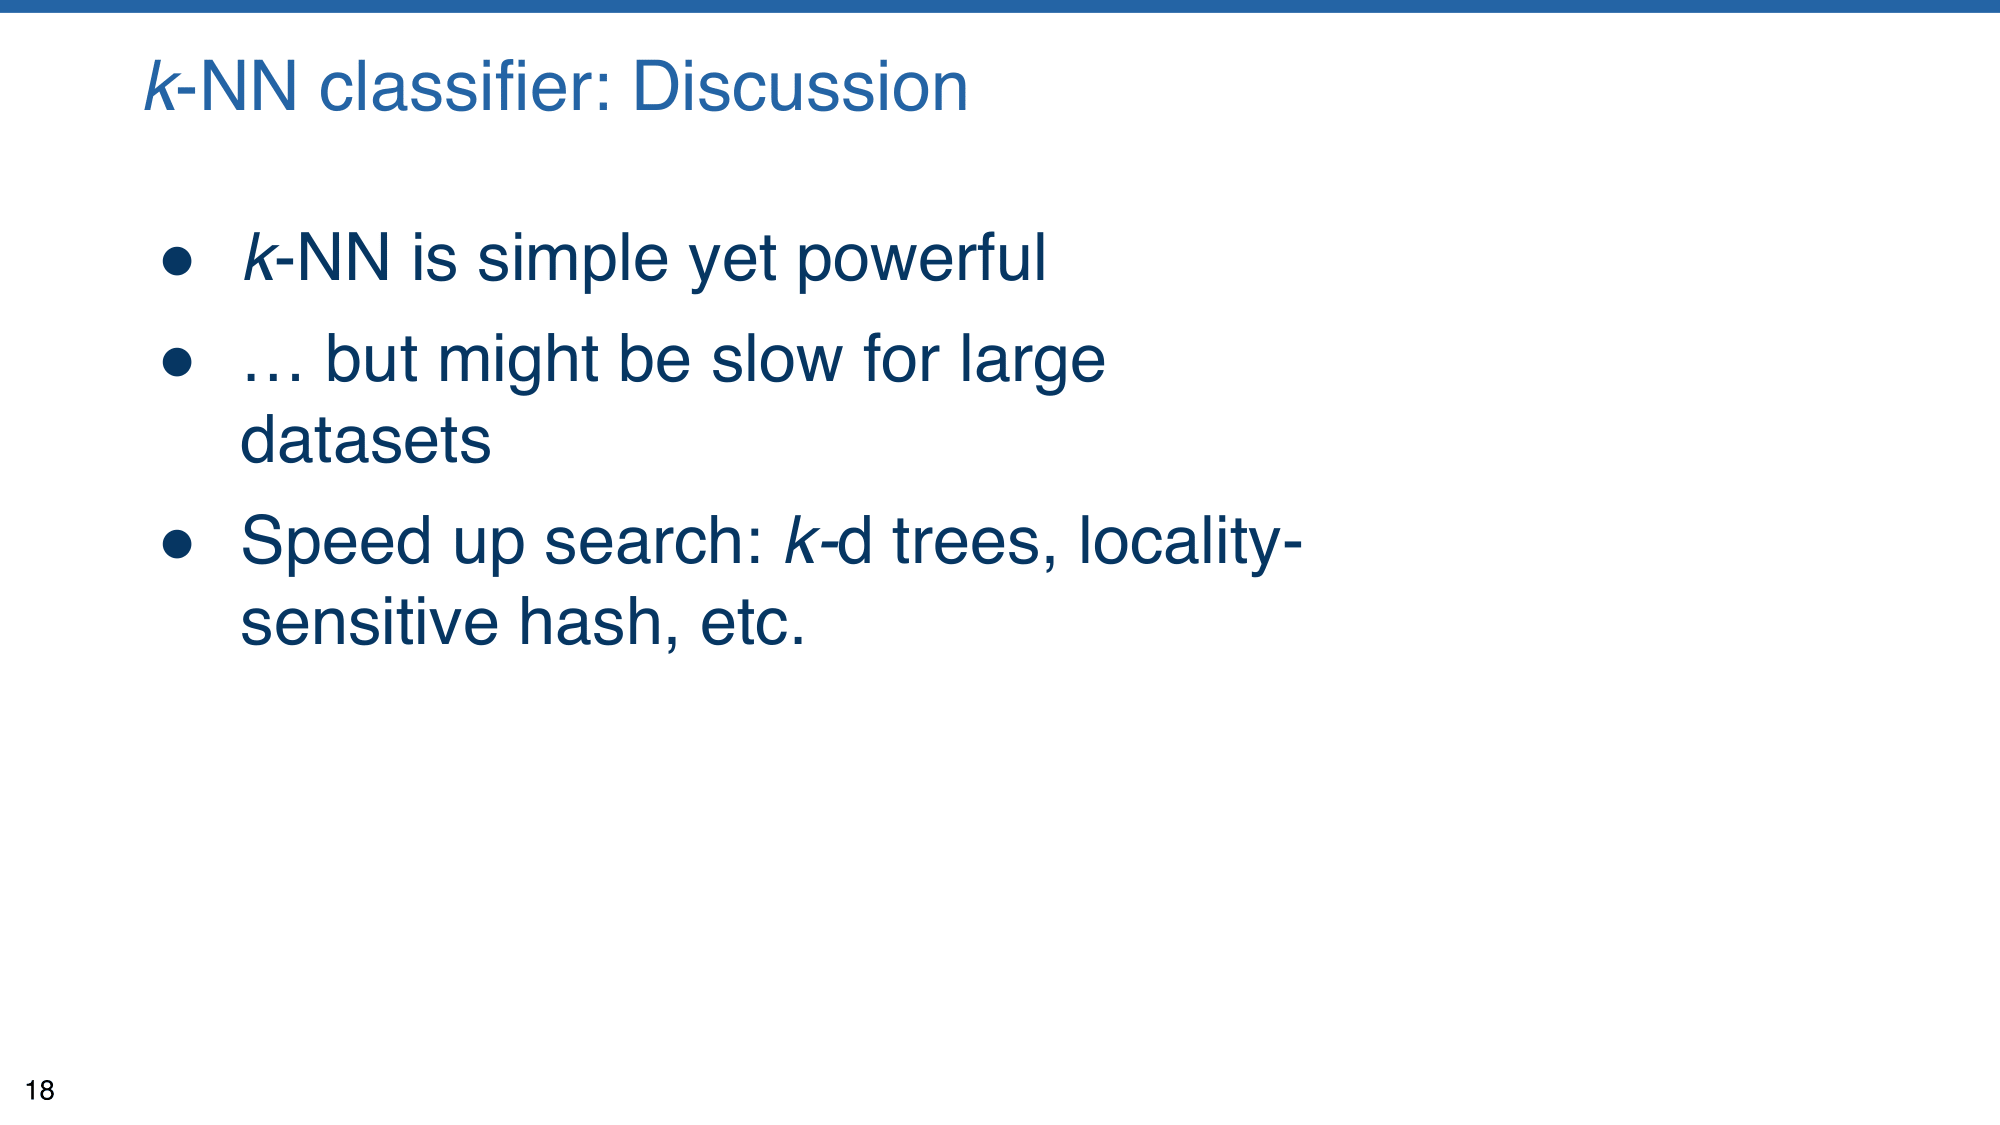 k-NN classifier: Discussion
● k-NN is simple yet powerful
● … but might be slow for large
datasets
● Speed up search: k-d trees, locality-
sensitive hash, etc.
18